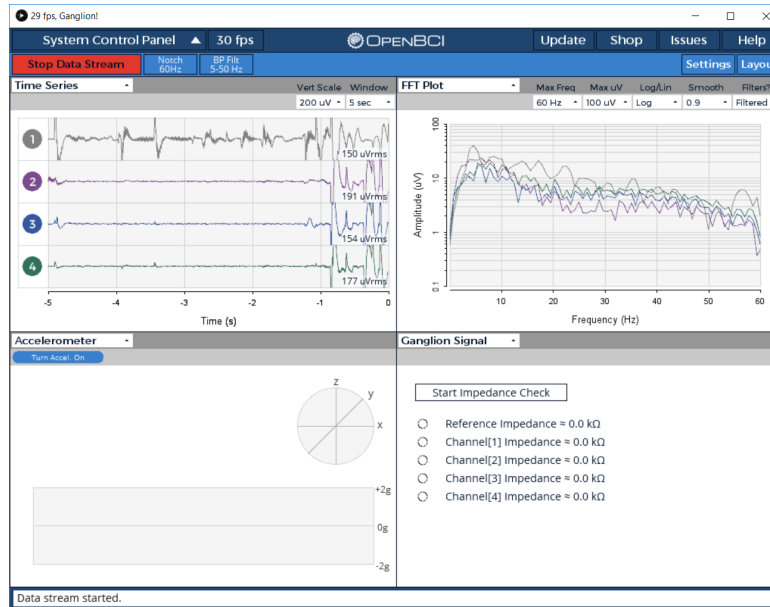 29 fps, Ganglion!
System Control Panel 30 fps OPENBCI Update Shop Issues Help
Stop Data Stream Notch 60Hz BP Filt 5-50 Hz Settings Layou
Time Series Vert Scale Window
200 uV 5 sec
1 150 uVrms
2 191 uVrms
3 154 uVrms
4 177 uVrms
-5 -4 -3 -2 -1 0
Time (s)
FFT Plot Max Freq Max uV Log/Lin Smooth Filters?
60 Hz 100 uV Log 0.9 Filtered
100
10
1
0.1
Amplitude (uV)
10 20 30 40 50 60
Frequency (Hz)
Accelerometer
Turn Accel. On
z
y
x
+2g
0g
-2g
Ganglion Signal
Start Impedance Check
Reference Impedance ≈ 0.0 kΩ
Channel[1] Impedance ≈ 0.0 kΩ
Channel[2] Impedance ≈ 0.0 kΩ
Channel[3] Impedance ≈ 0.0 kΩ
Channel[4] Impedance ≈ 0.0 kΩ
Data stream started.